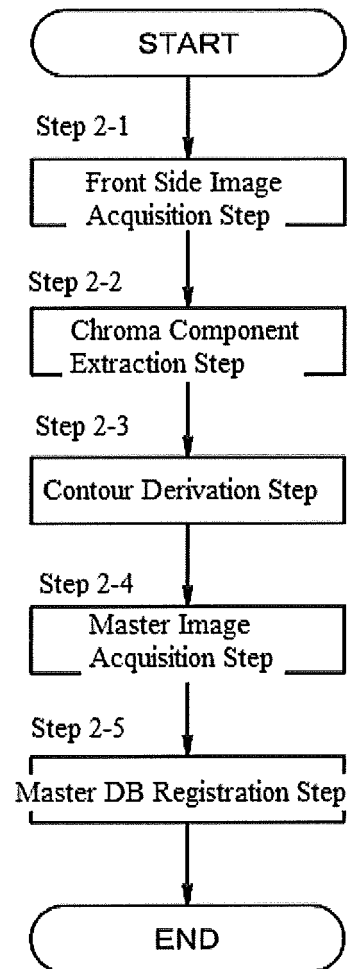 START
Step 2-1
Front Side Image
Acquisition Step
Step 2-2
Chroma Component
Extraction Step
Step 2-3
Contour Derivation Step
Step 2-4
Master Image
Acquisition Step
Step 2-5
Master DB Registration Step
END